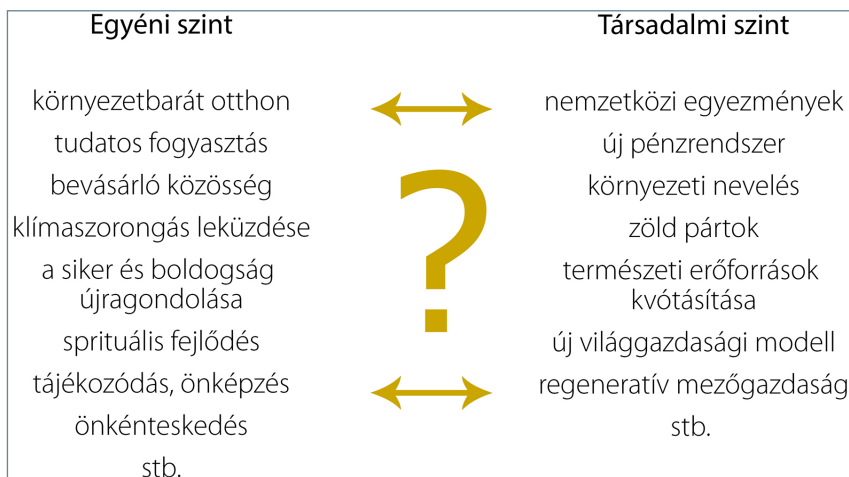 Egyéni szint
környezetbarát otthon
tudatos fogyasztás
bevásárló közösség
klímaszorongás leküzdése
a siker és boldogság
újragondolása
sprituális fejlődés
tájékozódás, önképzés
önkénteskedés
stb.
?
Társadalmi szint
nemzetközi egyezmények
új pénzrendszer
környezeti nevelés
zöld pártok
természeti erőforrások
kvótásítása
új világgazdasági modell
regeneratív mezőgazdaság
stb.